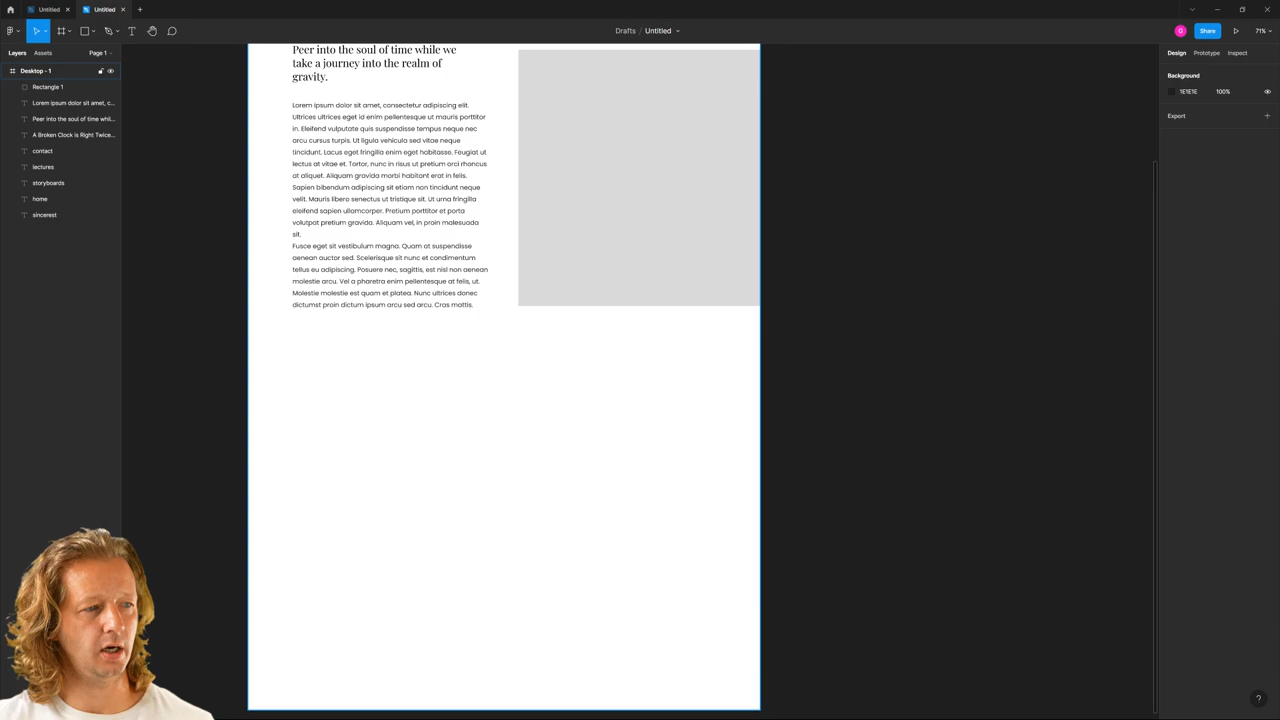 Untitled
Untitled
Drafts / Untitled
G
Share
71%
Layers
Assets
Page 1
Design
Prototype
Inspect
Desktop - 1
Rectangle 1
Lorem ipsum dolor sit amet, c...
Peer into the soul of time whil...
A Broken Clock is Right Twice...
contact
lectures
storyboards
home
sincerest
Peer into the soul of time while we
take a journey into the realm of
gravity.
Lorem ipsum dolor sit amet, consectetur adipiscing elit.
Ultrices ultrices eget id enim pellentesque ut mauris porttitor
in. Eleifend vulputate quis suspendisse tempus neque nec
arcu cursus turpis. Ut ligula vehicula sed vitae neque
tincidunt. Lacus eget fringilla enim eget habitasse. Feugiat ut
lectus at vitae et. Tortor, nunc in risus ut pretium orci rhoncus
at aliquet. Aliquam gravida morbi habitant erat in felis.
Sapien bibendum adipiscing sit etiam non tincidunt neque
velit. Mauris libero senectus ut tristique sit. Ut urna fringilla
eleifend sapien ullamcorper. Pretium porttitor et porta
volutpat pretium gravida. Aliquam vel, in proin malesuada
sit.
Fusce eget sit vestibulum magna. Quam at suspendisse
aenean auctor sed. Scelerisque sit nunc et condimentum
tellus eu adipiscing. Posuere nec, sagittis, est nisl non aenean
molestie arcu. Vel a pharetra enim pellentesque at felis, ut.
Molestie molestie est quam et platea. Nunc ultrices donec
dictumst proin dictum ipsum arcu sed arcu. Cras mattis.
Background
1E1E1E 100%
Export
?